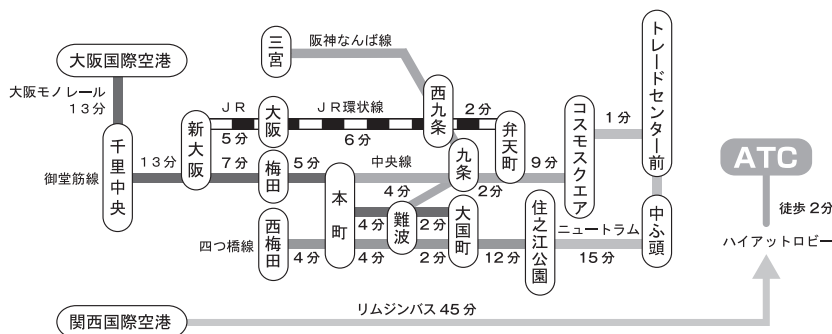 大阪国際空港
大阪モノレール
13分
千里中央
御堂筋線
13分
新大阪
JR
5分
大阪
JR環状線
6分
三宮
阪神なんば線
西九条
2分
弁天町
7分
梅田
5分
中央線
4分
九条
2分
9分
コスモスクエア
1分
トレードセンター前
本町
4分
難波
2分
大国町
四つ橋線
西梅田
4分
4分
2分
12分
住之江公園
ニュートラム
15分
中ふ頭
ATC
徒歩 2分
ハイアットロビー
関西国際空港
リムジンバス 45 分